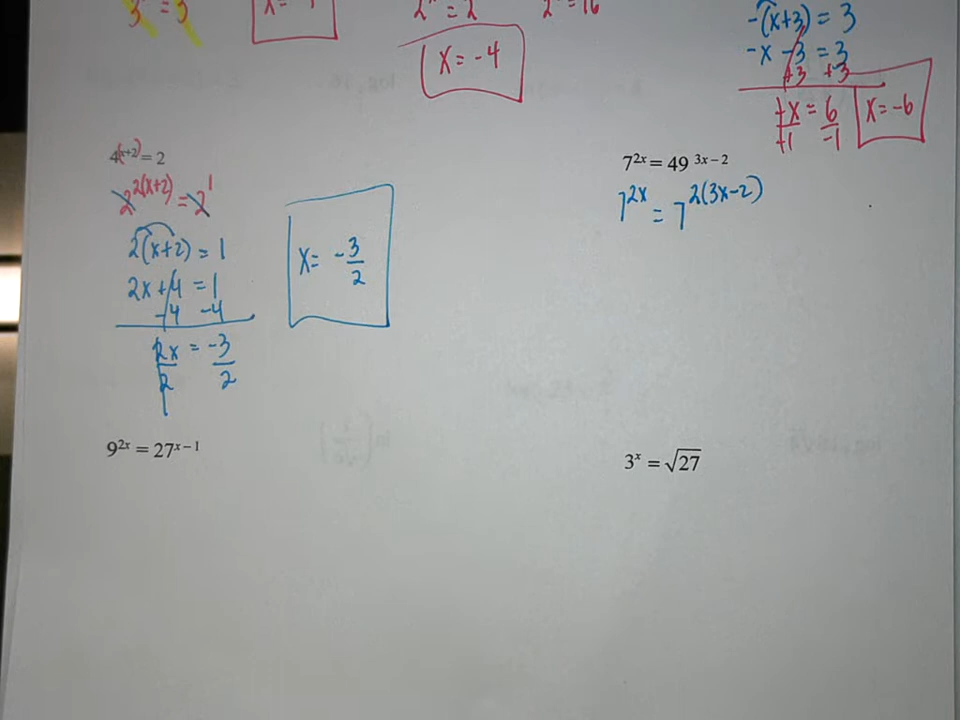 x = -4
-(x+3) = 3
-x -3 = 3
+3 +3
x = 6
-1
x = -6
4^(x+2) = 2
2^2(x+2) = 2^1
2(x+2) = 1
2x+4 = 1
-4 -4
2x = -3
2 2
x = -3/2
7^2x = 49^3x-2
7^2x = 7^2(3x-2)
9^2x = 27^x-1
3^x = √27